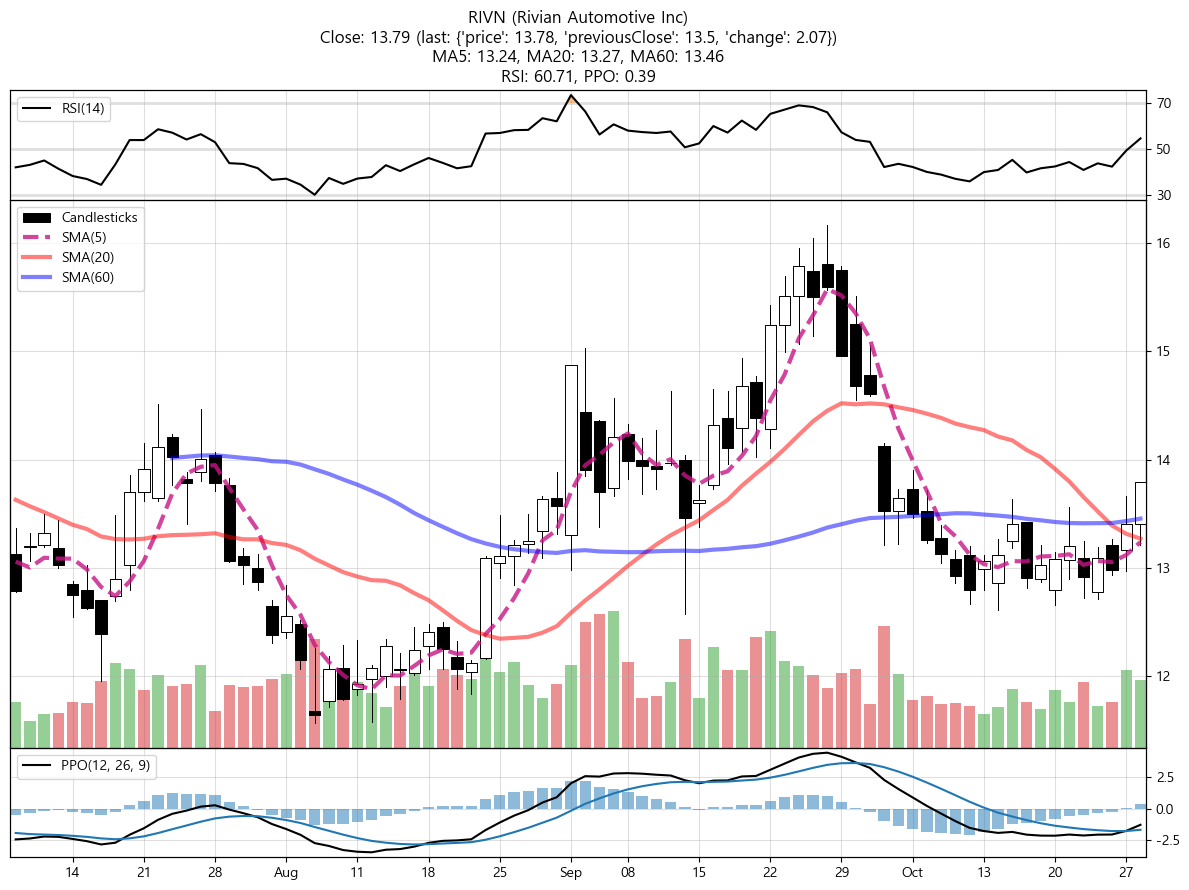 RIVN (Rivian Automotive Inc)
Close: 13.79 (last: {'price': 13.78, 'previousClose': 13.5, 'change': 2.07})
MA5: 13.24, MA20: 13.27, MA60: 13.46
RSI: 60.71, PPO: 0.39
RSI(14)
70
50
30
Candlesticks
SMA(5)
SMA(20)
SMA(60)
16
15
14
13
12
PPO(12, 26, 9)
2.5
0.0
−2.5
14 21 28 Aug 11 18 25 Sep 08 15 22 29 Oct 13 20 27